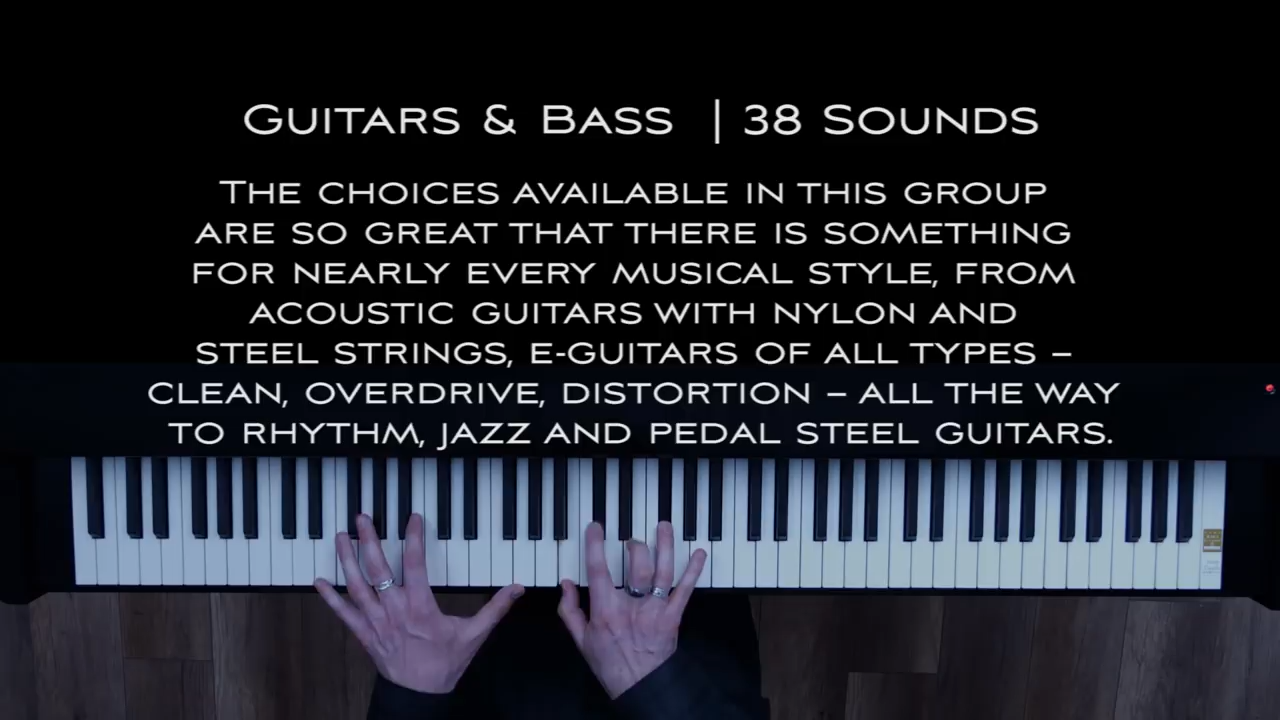 Guitars & Bass | 38 Sounds
The choices available in this group
are so great that there is something
for nearly every musical style, from
acoustic guitars with nylon and
steel strings, e-guitars of all types –
clean, overdrive, distortion – all the way
to rhythm, jazz and pedal steel guitars.